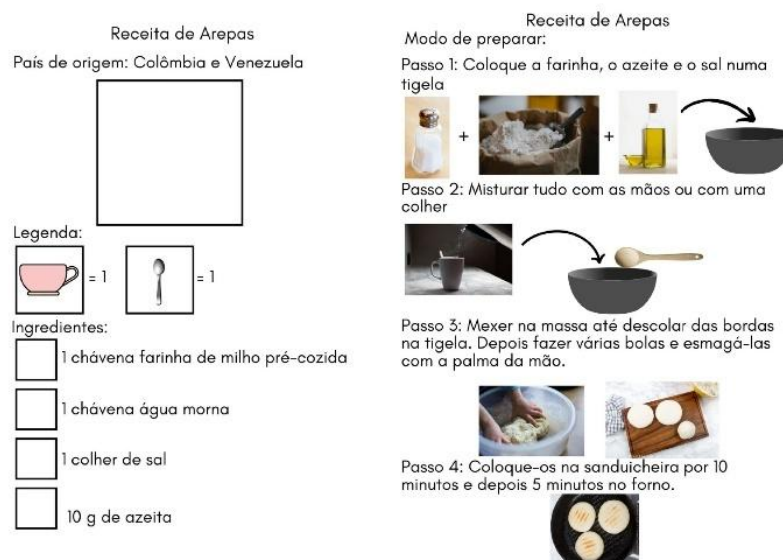 Receita de Arepas
País de origem: Colômbia e Venezuela
Legenda:
= 1
= 1
Ingredientes:
1 chávena farinha de milho pré-cozida
1 chávena água morna
1 colher de sal
10 g de azeita
Receita de Arepas
Modo de preparar:
Passo 1: Coloque a farinha, o azeite e o sal numa
tigela
+ +
Passo 2: Misturar tudo com as mãos ou com uma
colher
Passo 3: Mexer na massa até descolar das bordas
na tigela. Depois fazer várias bolas e esmagá-las
com a palma da mão.
Passo 4: Coloque-os na sanduicheira por 10
minutos e depois 5 minutos no forno.